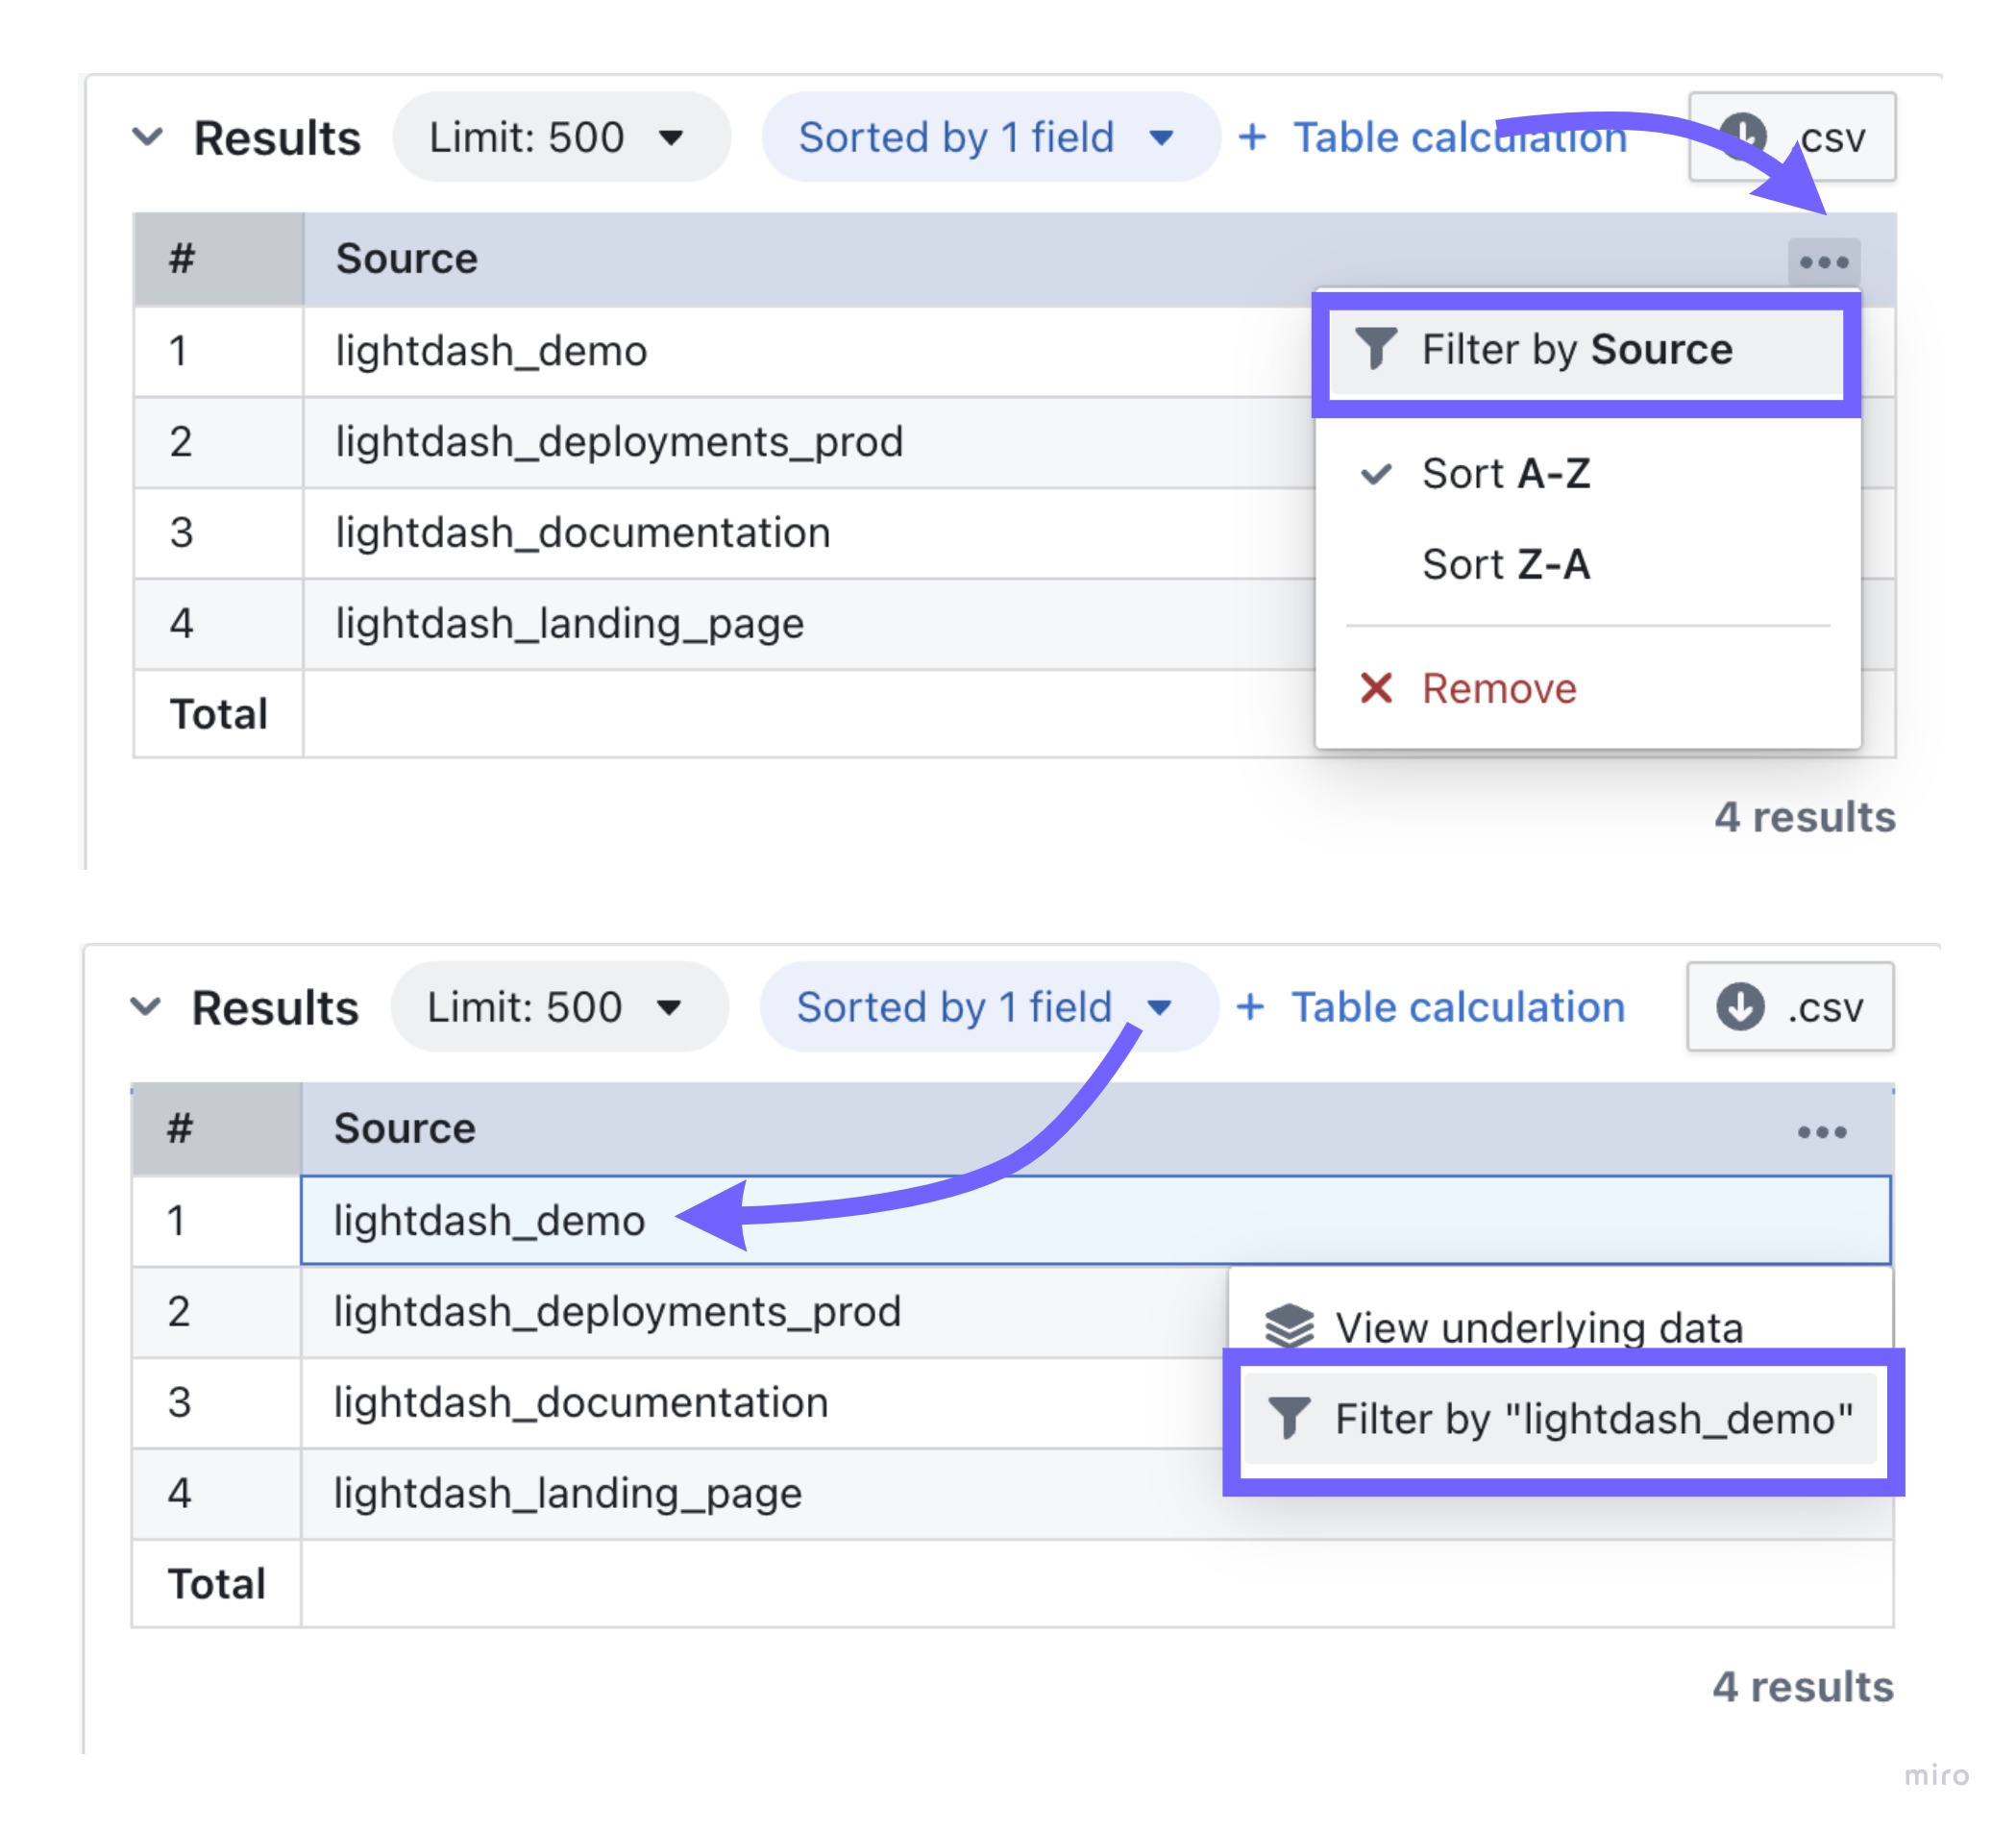 Results Limit: 500 Sorted by 1 field + Table calculation .csv
# Source
1 lightdash_demo
Filter by Source
2 lightdash_deployments_prod
Sort A-Z
3 lightdash_documentation
Sort Z-A
4 lightdash_landing_page
Remove
Total
4 results
Results Limit: 500 Sorted by 1 field + Table calculation .csv
# Source
1 lightdash_demo
2 lightdash_deployments_prod
View underlying data
3 lightdash_documentation
Filter by "lightdash_demo"
4 lightdash_landing_page
Total
4 results
miro